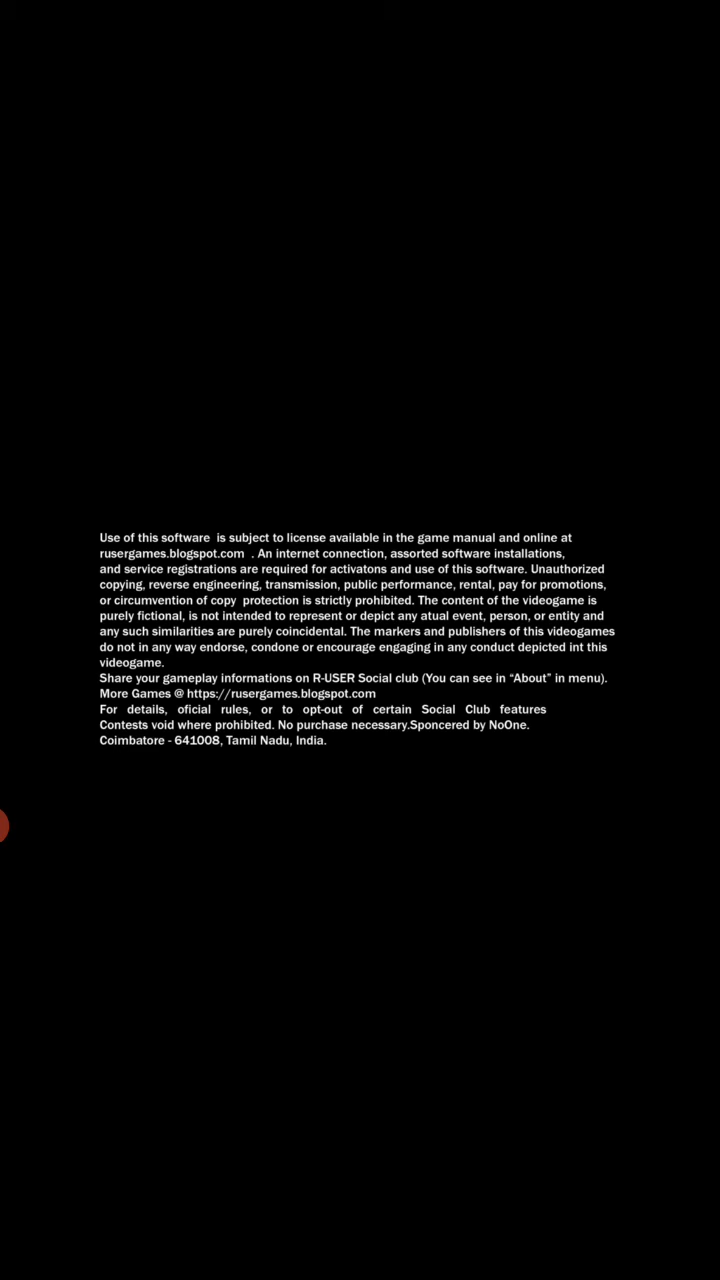 Use of this software  is subject to license available in the game manual and online at
rusergames.blogspot.com  . An internet connection, assorted software installations,
and service registrations are required for activatons and use of this software. Unauthorized
copying, reverse engineering, transmission, public performance, rental, pay for promotions,
or circumvention of copy  protection is strictly prohibited. The content of the videogame is
purely fictional, is not intended to represent or depict any atual event, person, or entity and
any such similarities are purely coincidental. The markers and publishers of this videogames
do not in any way endorse, condone or encourage engaging in any conduct depicted int this
videogame.
Share your gameplay informations on R-USER Social club (You can see in “About” in menu).
More Games @ https://rusergames.blogspot.com
For details, oficial rules, or to opt-out of certain Social Club features
Contests void where prohibited. No purchase necessary.Sponcered by NoOne.
Coimbatore - 641008, Tamil Nadu, India.